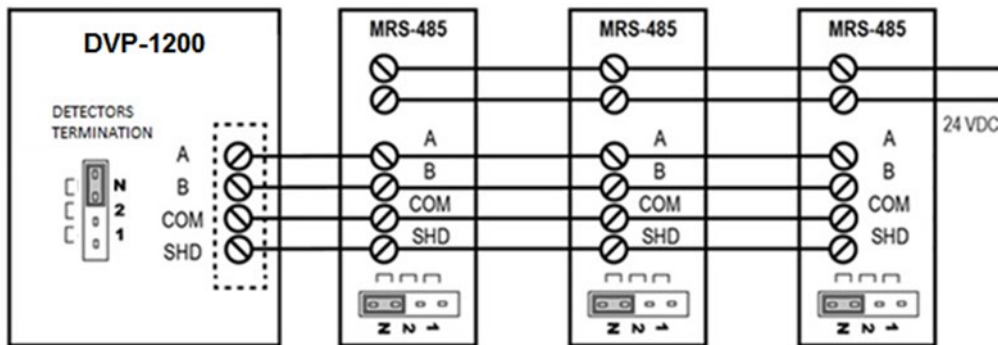 DVP-1200
DETECTORS
TERMINATION
N
2
1
A
B
COM
SHD
MRS-485
A
B
COM
SHD
N 2 1
MRS-485
A
B
COM
SHD
N 2 1
MRS-485
24 VDC
A
B
COM
SHD
N 2 1